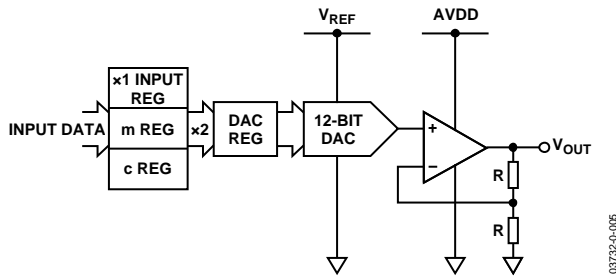 VREF
AVDD
×1 INPUT
REG
INPUT DATA
m REG
×2
DAC
REG
12-BIT
DAC
+
–
VOUT
c REG
R
R
03732-0-005